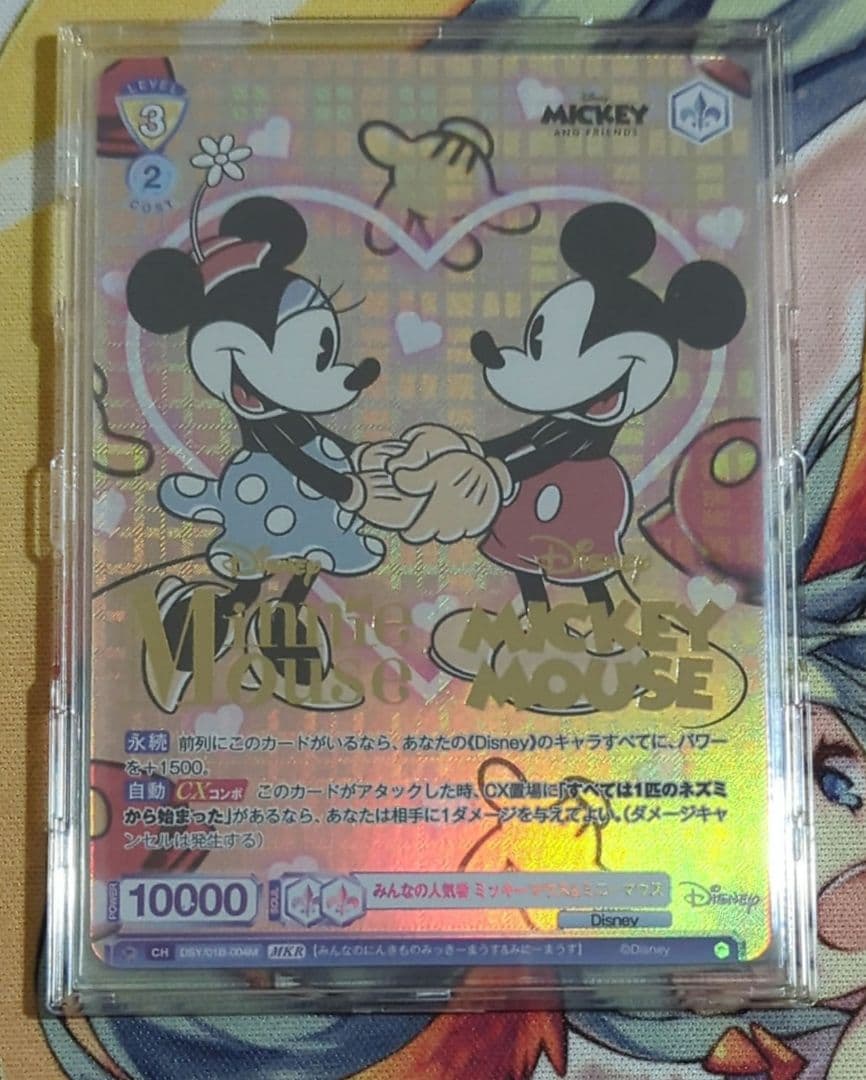 LEVEL
3
2
COST
Disney
MICKEY
AND FRIENDS
Disney
Minnie
Mouse
Disney
MICKEY
MOUSE
永続 前列にこのカードがいるなら、あなたの《Disney》のキャラすべてに、パワー
を+1500。
自動 CXコンボ このカードがアタックした時、CX置場に「すべては1匹のネズミ
から始まった」があるなら、あなたは相手に1ダメージを与えてよい。(ダメージキャ
ンセルは発生する)
POWER 10000 SOUL みんなの人気者 ミッキーマウス&ミニーマウス Disney
Disney
CH DSY/01B-004M MKR 【みんなのにんきものみっきーまうす&みにーまうす】 ©Disney